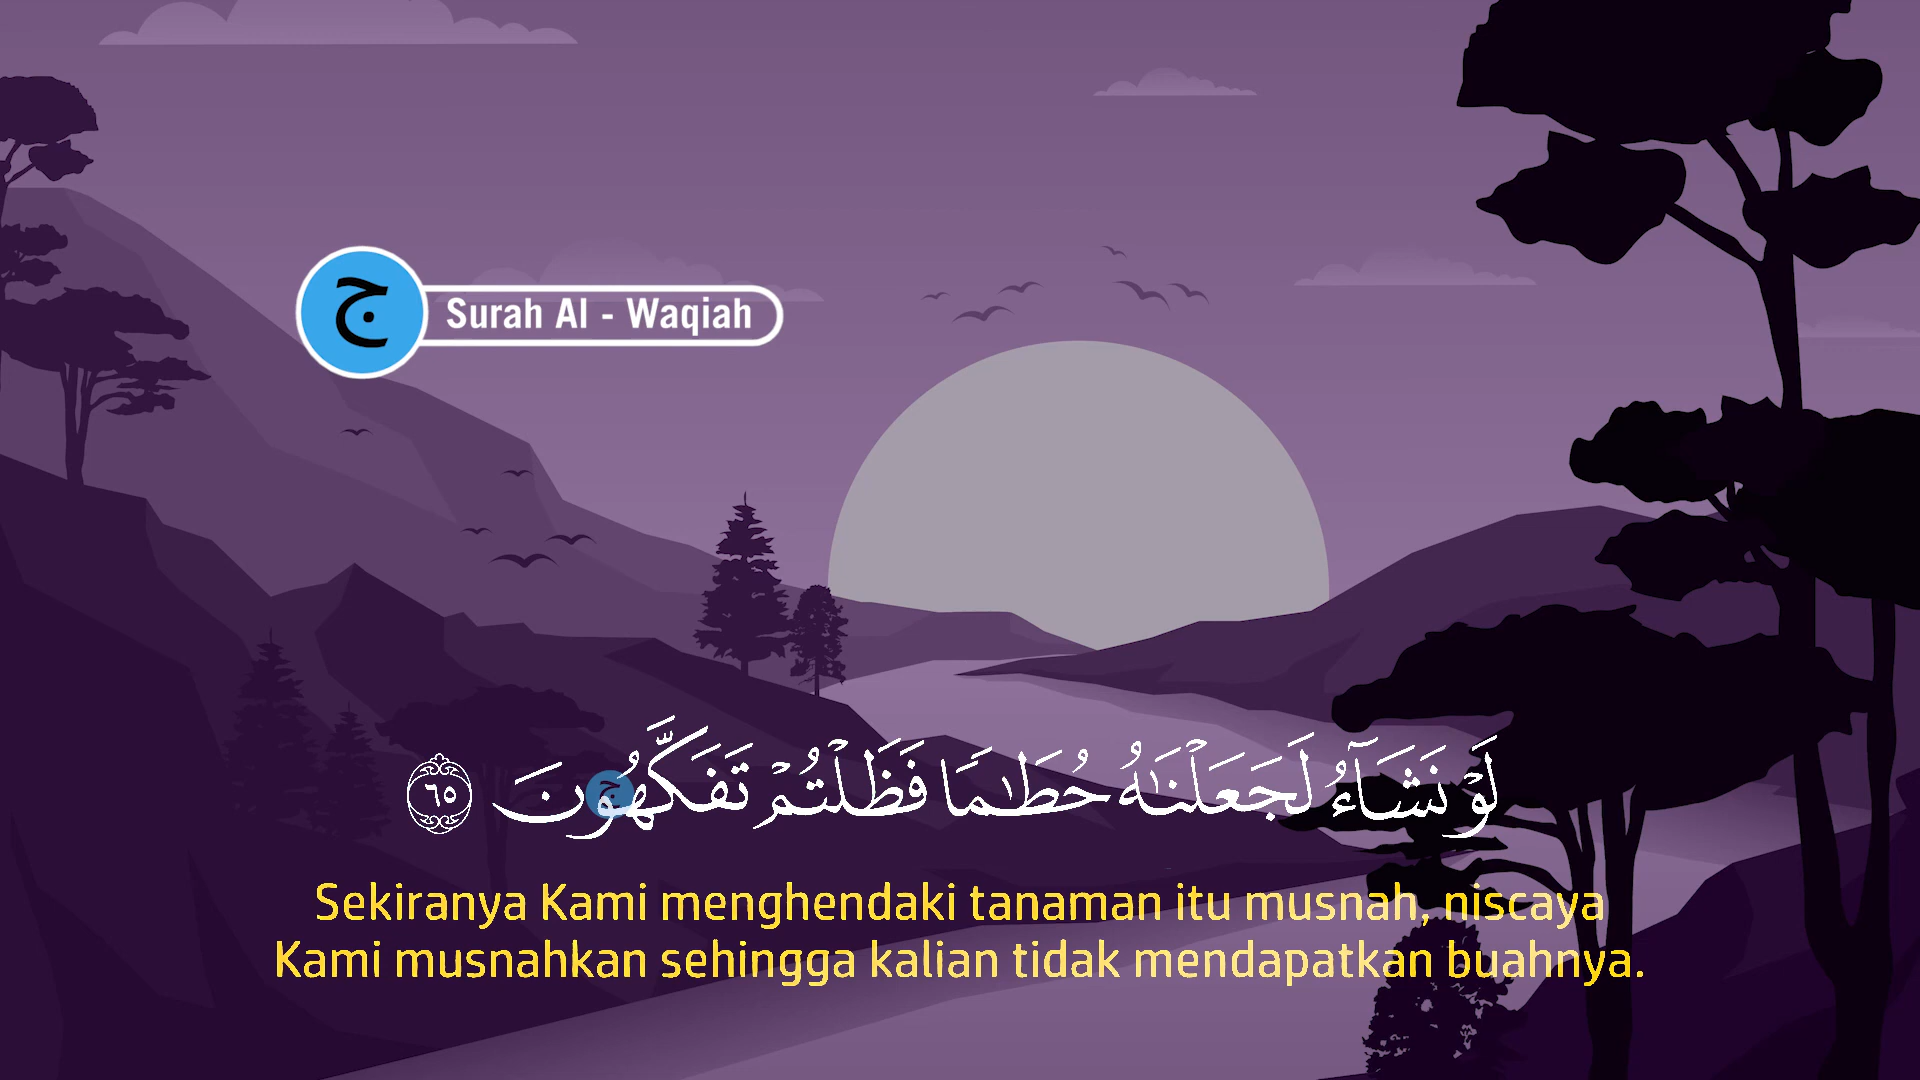 ج
Surah Al - Waqiah
لَوْ نَشَآءُ لَجَعَلْنَـٰهُ حُطَـٰمًا فَظَلْتُمْ تَفَكَّهُونَ ٦٥
ج
Sekiranya Kami menghendaki tanaman itu musnah, niscaya
Kami musnahkan sehingga kalian tidak mendapatkan buahnya.